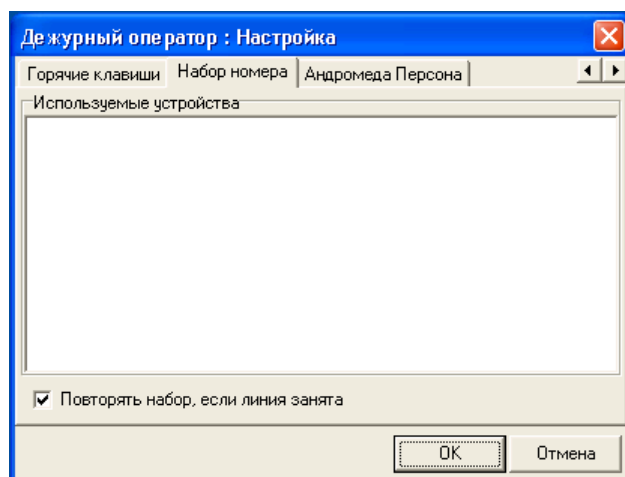 Дежурный оператор : Настройка
Горячие клавиши Набор номера Андромеда Персона
Используемые устройства
Повторять набор, если линия занята
OK Отмена